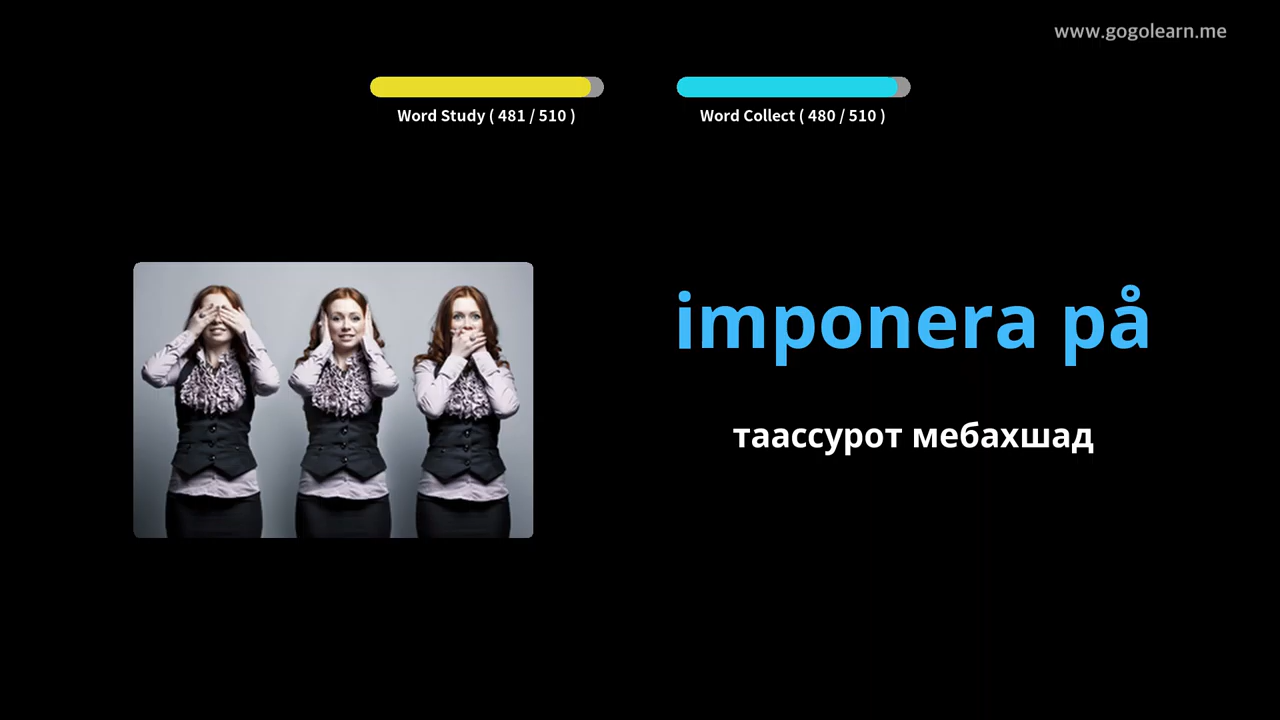 www.gogolearn.me
Word Study ( 481 / 510 )
Word Collect ( 480 / 510 )
imponera på
таассурот мебахшад